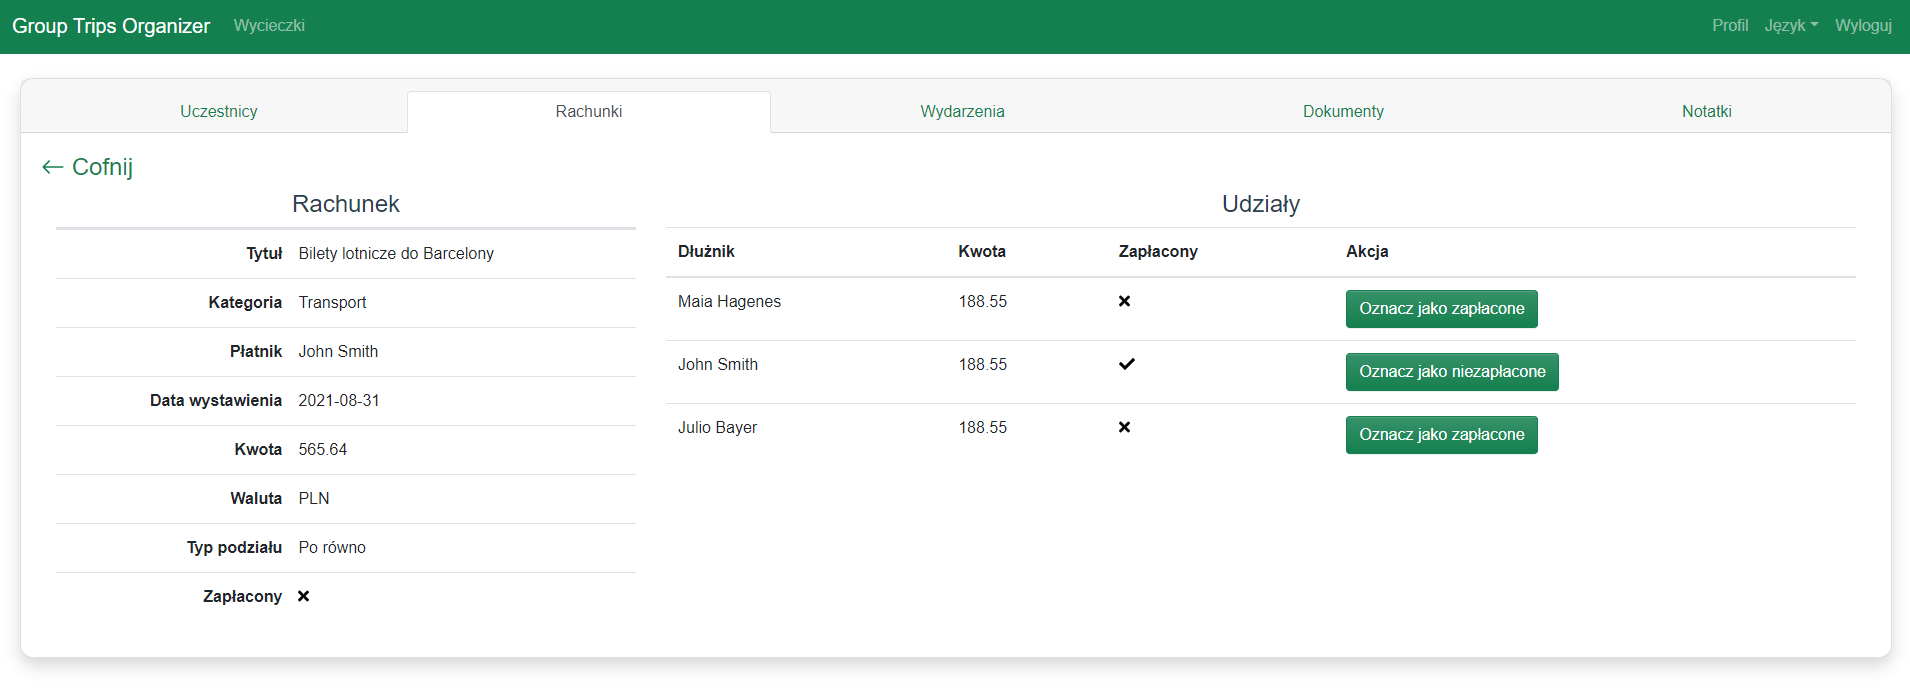 Group Trips Organizer Wycieczki Profil Język Wyloguj
Uczestnicy Rachunki Wydarzenia Dokumenty Notatki
Cofnij
Rachunek
Tytuł Bilety lotnicze do Barcelony
Kategoria Transport
Płatnik John Smith
Data wystawienia 2021-08-31
Kwota 565.64
Waluta PLN
Typ podziału Po równo
Zapłacony
Udziały
Dłużnik Kwota Zapłacony Akcja
Maia Hagenes 188.55 Oznacz jako zapłacone
John Smith 188.55 Oznacz jako niezapłacone
Julio Bayer 188.55 Oznacz jako zapłacone